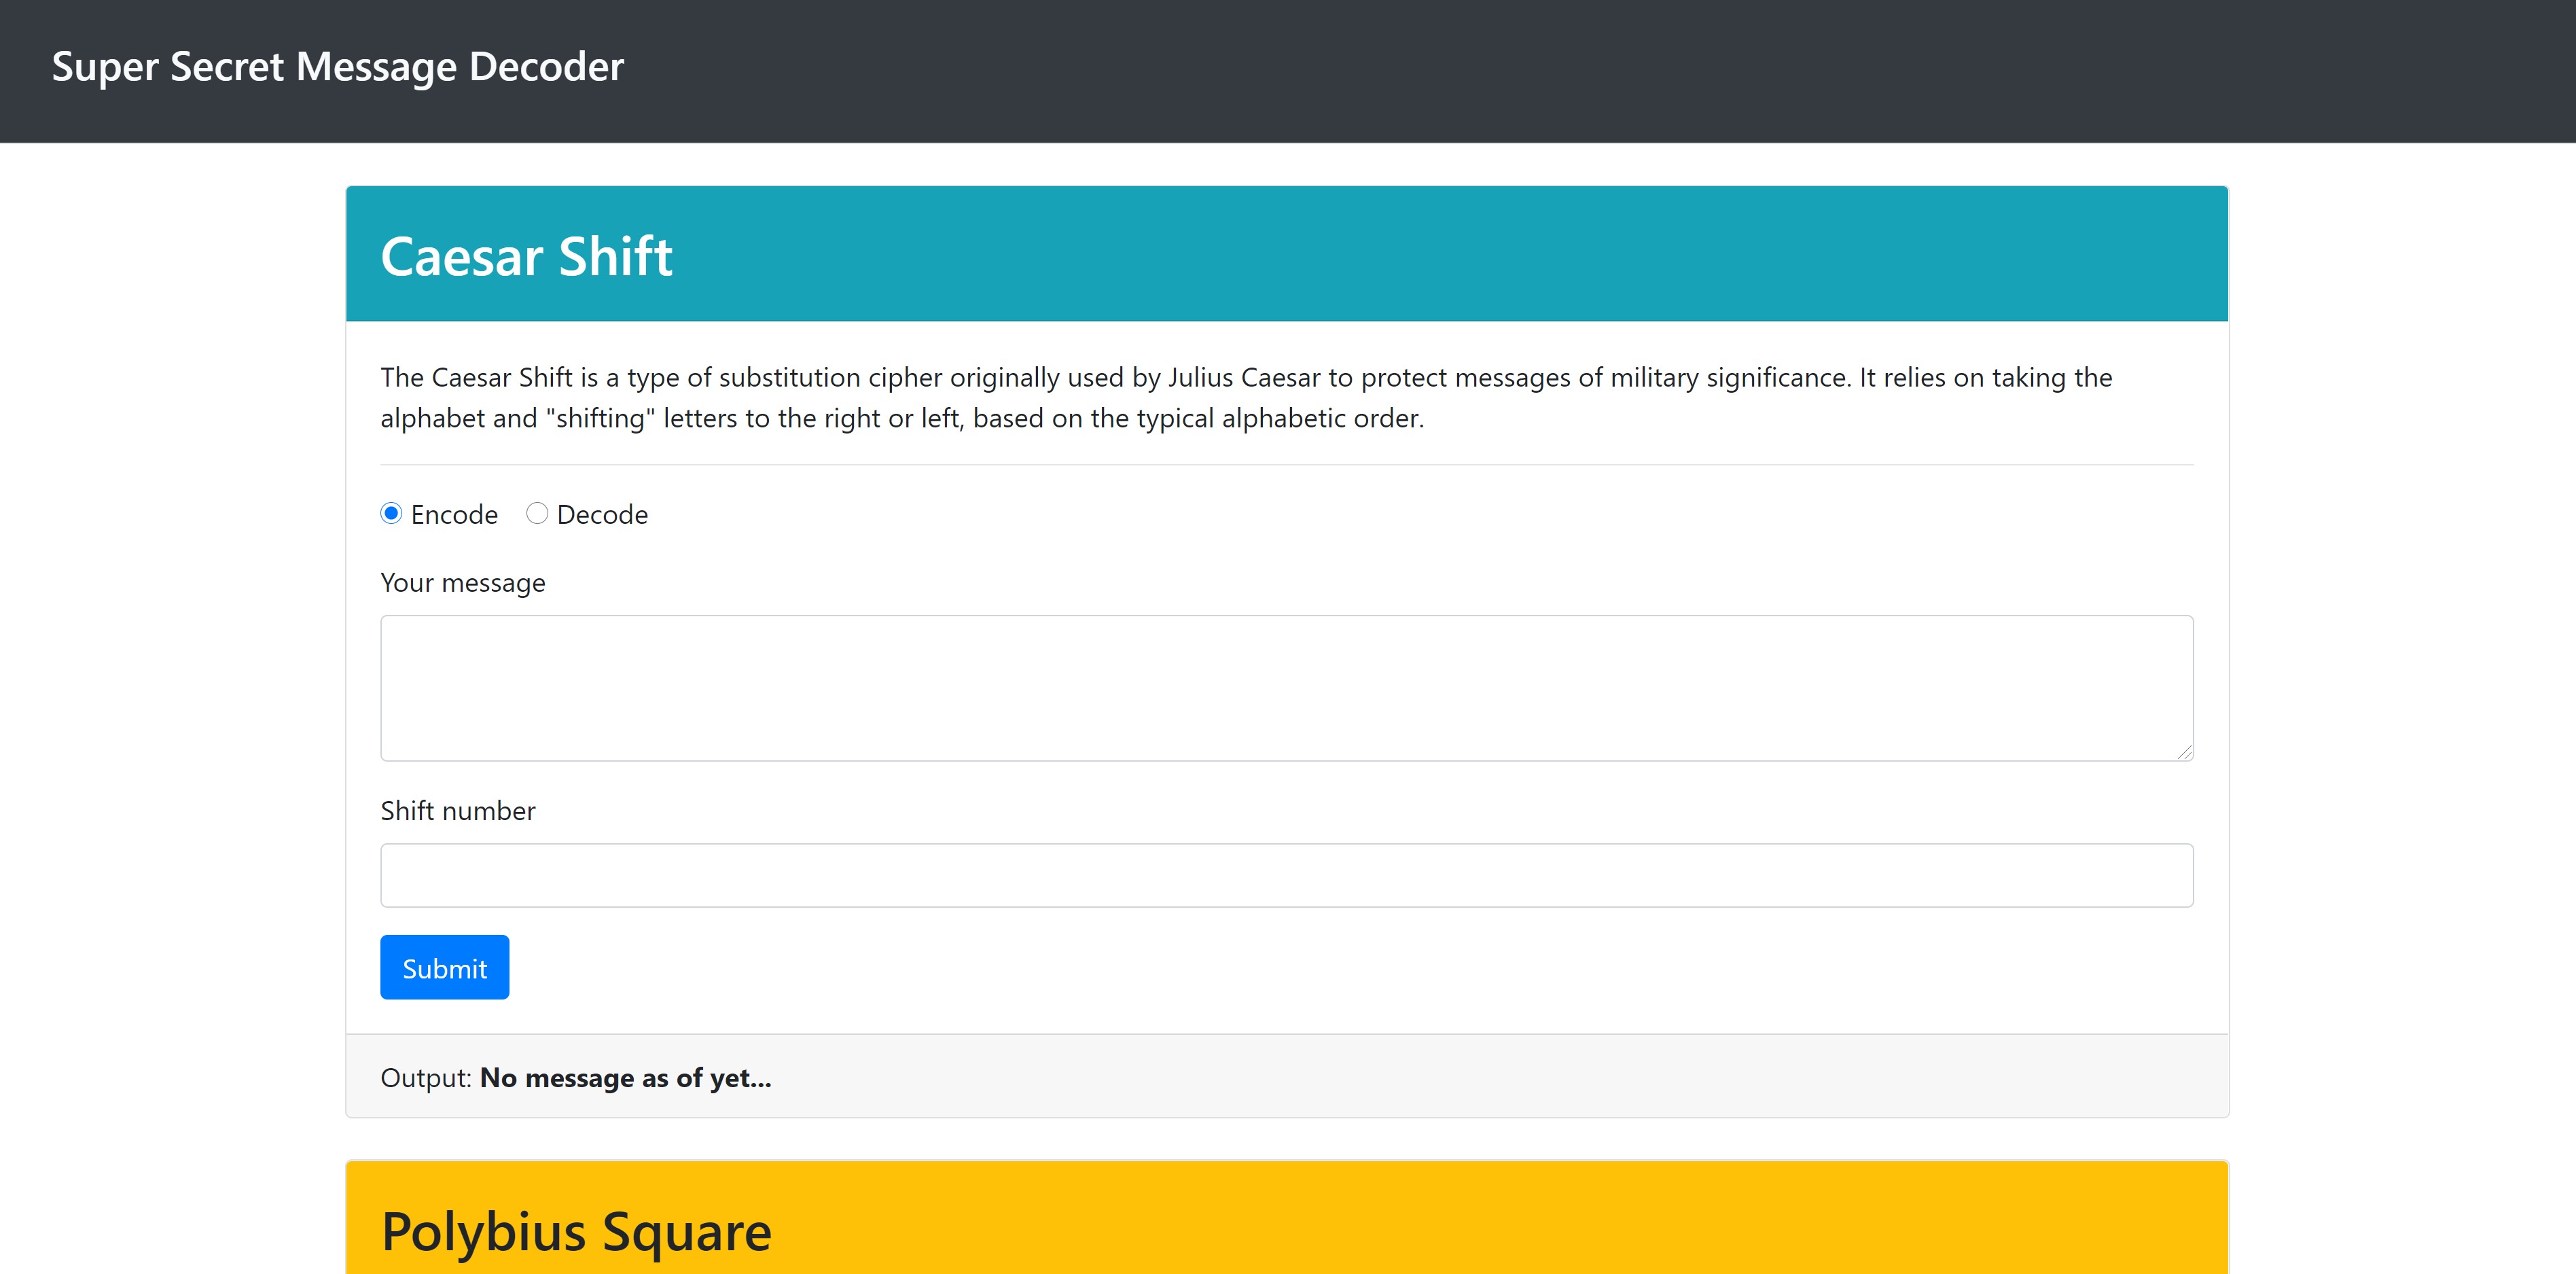 Super Secret Message Decoder
Caesar Shift
The Caesar Shift is a type of substitution cipher originally used by Julius Caesar to protect messages of military significance. It relies on taking the
alphabet and "shifting" letters to the right or left, based on the typical alphabetic order.
Encode Decode
Your message
Shift number
Submit
Output: No message as of yet...
Polybius Square